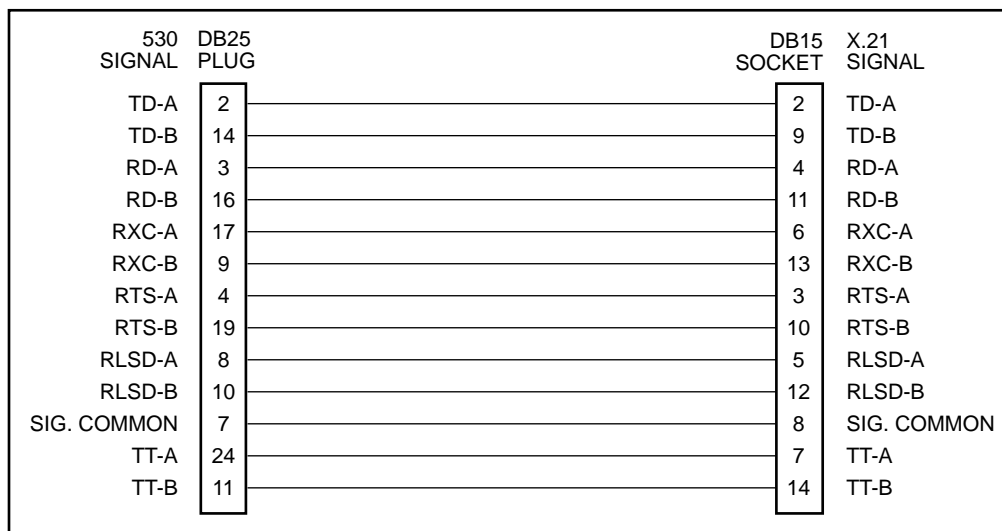 530 DB25 DB15 X.21
SIGNAL PLUG SOCKET SIGNAL
TD-A 2 2 TD-A
TD-B 14 9 TD-B
RD-A 3 4 RD-A
RD-B 16 11 RD-B
RXC-A 17 6 RXC-A
RXC-B 9 13 RXC-B
RTS-A 4 3 RTS-A
RTS-B 19 10 RTS-B
RLSD-A 8 5 RLSD-A
RLSD-B 10 12 RLSD-B
SIG. COMMON 7 8 SIG. COMMON
TT-A 24 7 TT-A
TT-B 11 14 TT-B